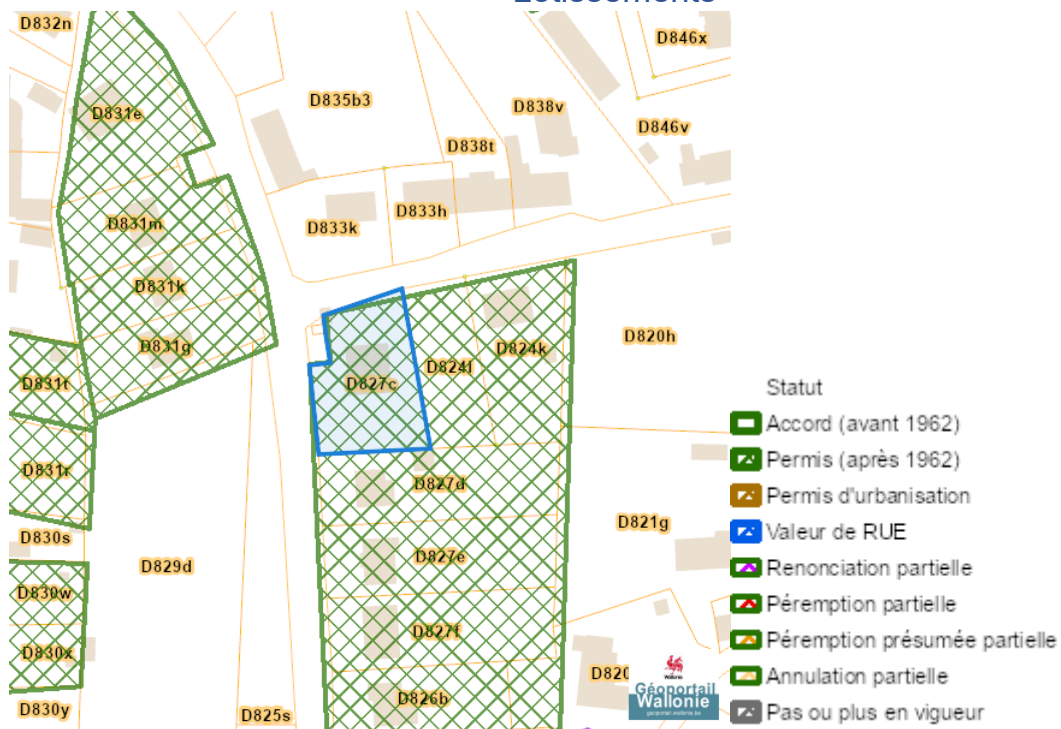 D832n
D846x
D831e
D835b3
D838v
D846v
D838t
D831m
D833h
D833k
D831k
D831g
D824k
D820h
D824l
D831t
D827c
D831r
D827d
D821g
D830s
D829d
D827e
D830w
D827f
D830x
D826b
D820
D830y
D825s
Statut
Accord (avant 1962)
Permis (après 1962)
Permis d'urbanisation
Valeur de RUE
Renonciation partielle
Péremption partielle
Péremption présumée partielle
Annulation partielle
Pas ou plus en vigueur
Wallonie
Géoportail
Wallonie
geoportail.wallonie.be